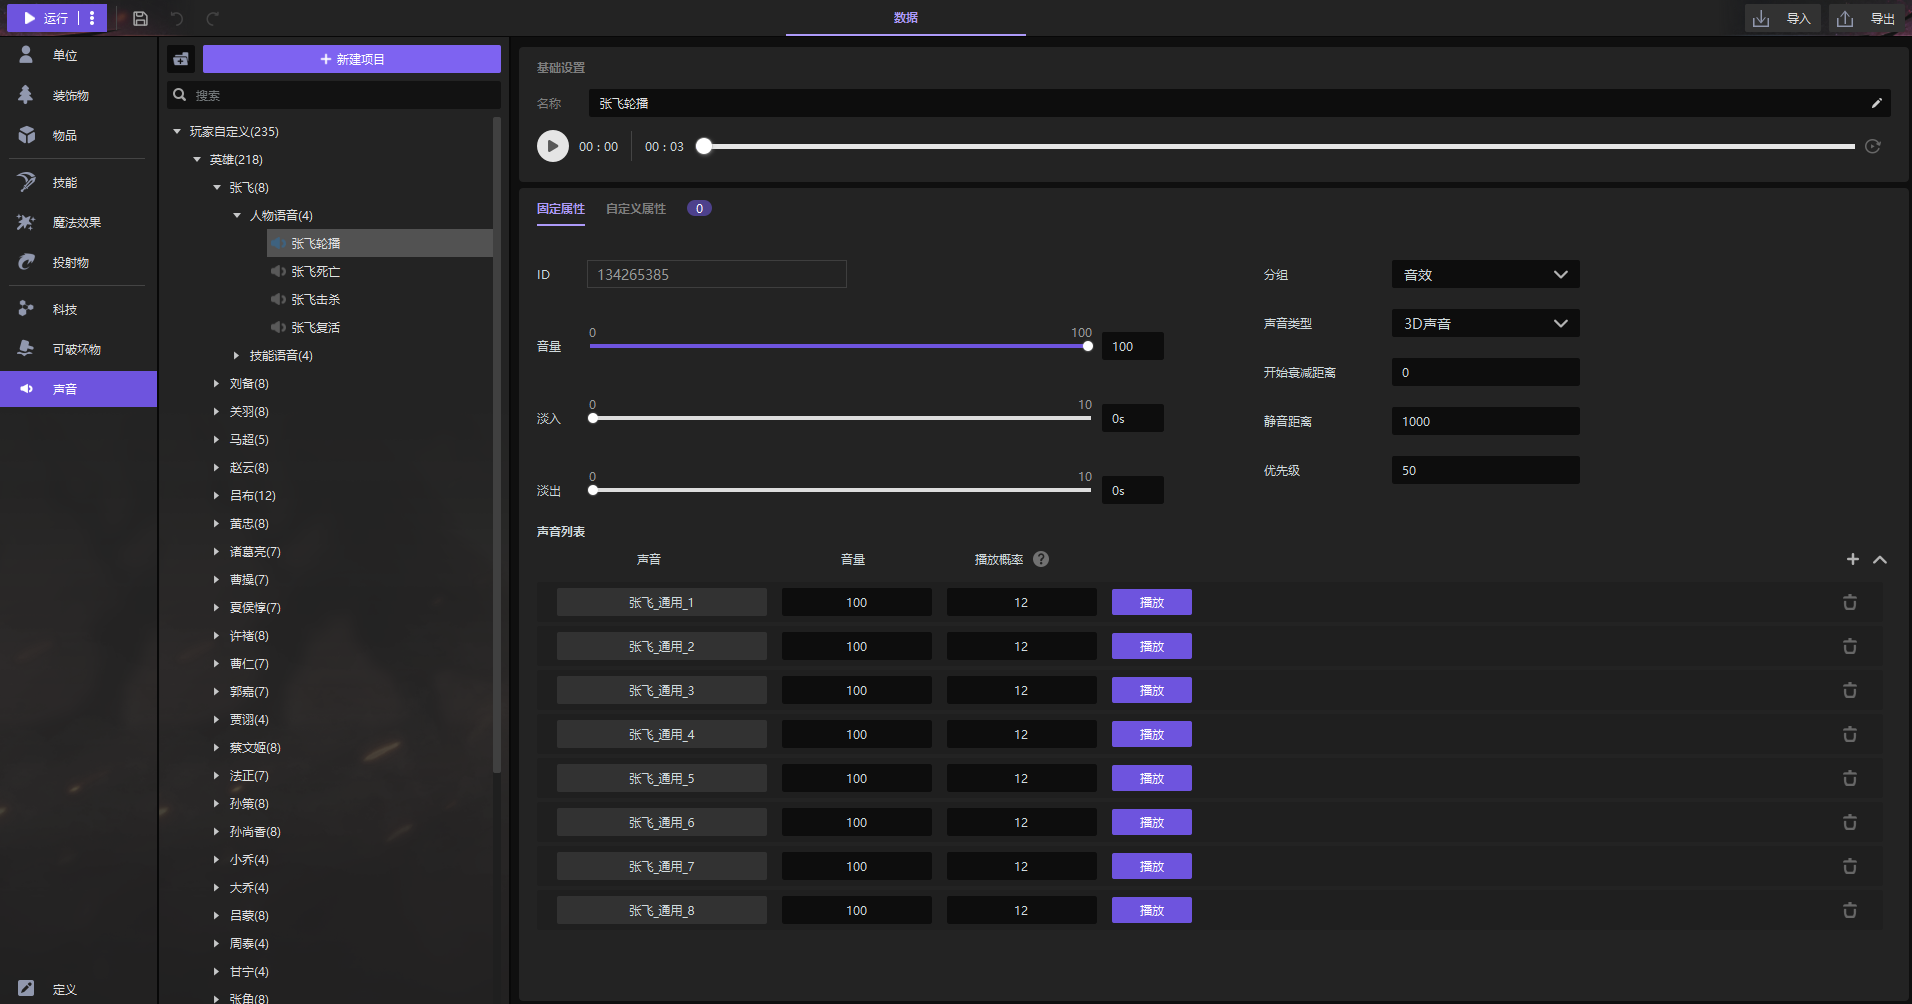 运行
数据
导入
导出
单位
装饰物
物品
技能
魔法效果
投射物
科技
可破坏物
声音
定义
新建项目
搜索
玩家自定义(235)
英雄(218)
张飞(8)
人物语音(4)
张飞轮播
张飞死亡
张飞击杀
张飞复活
技能语音(4)
刘备(8)
关羽(8)
马超(5)
赵云(8)
吕布(12)
黄忠(8)
诸葛亮(7)
曹操(7)
夏侯惇(7)
许褚(8)
曹仁(7)
郭嘉(7)
贾诩(4)
蔡文姬(8)
法正(7)
孙策(8)
孙尚香(8)
小乔(4)
大乔(4)
吕蒙(8)
周泰(4)
甘宁(4)
张角(8)
基础设置
名称 张飞轮播
00 : 00 00 : 03
固定属性 自定义属性 0
ID 134265385
音量 0 100 100
淡入 0 10 0s
淡出 0 10 0s
分组 音效
声音类型 3D声音
开始衰减距离 0
静音距离 1000
优先级 50
声音列表
声音 音量 播放概率 ?
张飞_通用_1 100 12 播放
张飞_通用_2 100 12 播放
张飞_通用_3 100 12 播放
张飞_通用_4 100 12 播放
张飞_通用_5 100 12 播放
张飞_通用_6 100 12 播放
张飞_通用_7 100 12 播放
张飞_通用_8 100 12 播放